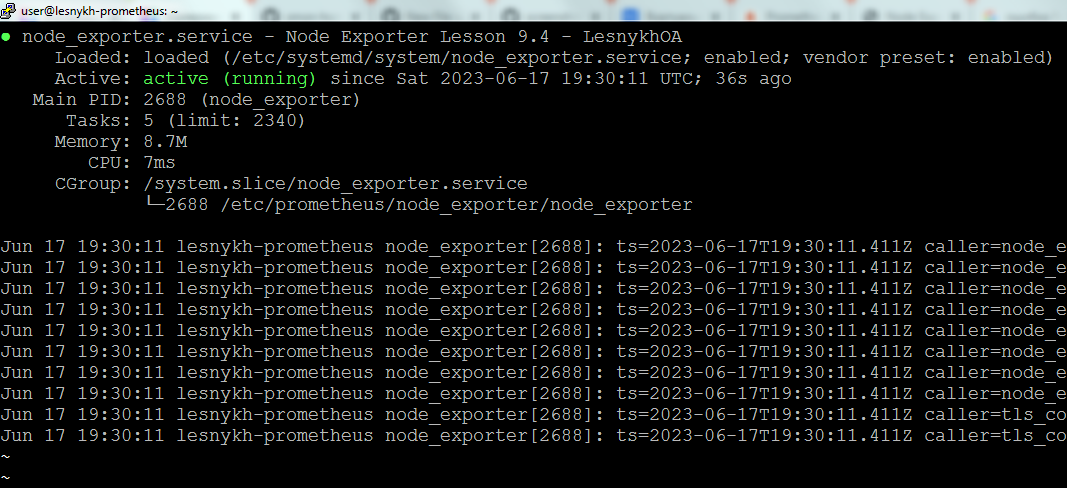 user@lesnykh-prometheus: ~
● node_exporter.service - Node Exporter Lesson 9.4 - LesnykhOA
Loaded: loaded (/etc/systemd/system/node_exporter.service; enabled; vendor preset: enabled)
Active: active (running) since Sat 2023-06-17 19:30:11 UTC; 36s ago
Main PID: 2688 (node_exporter)
Tasks: 5 (limit: 2340)
Memory: 8.7M
CPU: 7ms
CGroup: /system.slice/node_exporter.service
└─2688 /etc/prometheus/node_exporter/node_exporter
Jun 17 19:30:11 lesnykh-prometheus node_exporter[2688]: ts=2023-06-17T19:30:11.411Z caller=node_e
Jun 17 19:30:11 lesnykh-prometheus node_exporter[2688]: ts=2023-06-17T19:30:11.411Z caller=node_e
Jun 17 19:30:11 lesnykh-prometheus node_exporter[2688]: ts=2023-06-17T19:30:11.411Z caller=node_e
Jun 17 19:30:11 lesnykh-prometheus node_exporter[2688]: ts=2023-06-17T19:30:11.411Z caller=node_e
Jun 17 19:30:11 lesnykh-prometheus node_exporter[2688]: ts=2023-06-17T19:30:11.411Z caller=node_e
Jun 17 19:30:11 lesnykh-prometheus node_exporter[2688]: ts=2023-06-17T19:30:11.411Z caller=node_e
Jun 17 19:30:11 lesnykh-prometheus node_exporter[2688]: ts=2023-06-17T19:30:11.411Z caller=node_e
Jun 17 19:30:11 lesnykh-prometheus node_exporter[2688]: ts=2023-06-17T19:30:11.411Z caller=node_e
Jun 17 19:30:11 lesnykh-prometheus node_exporter[2688]: ts=2023-06-17T19:30:11.411Z caller=tls_co
Jun 17 19:30:11 lesnykh-prometheus node_exporter[2688]: ts=2023-06-17T19:30:11.411Z caller=tls_co
~
~